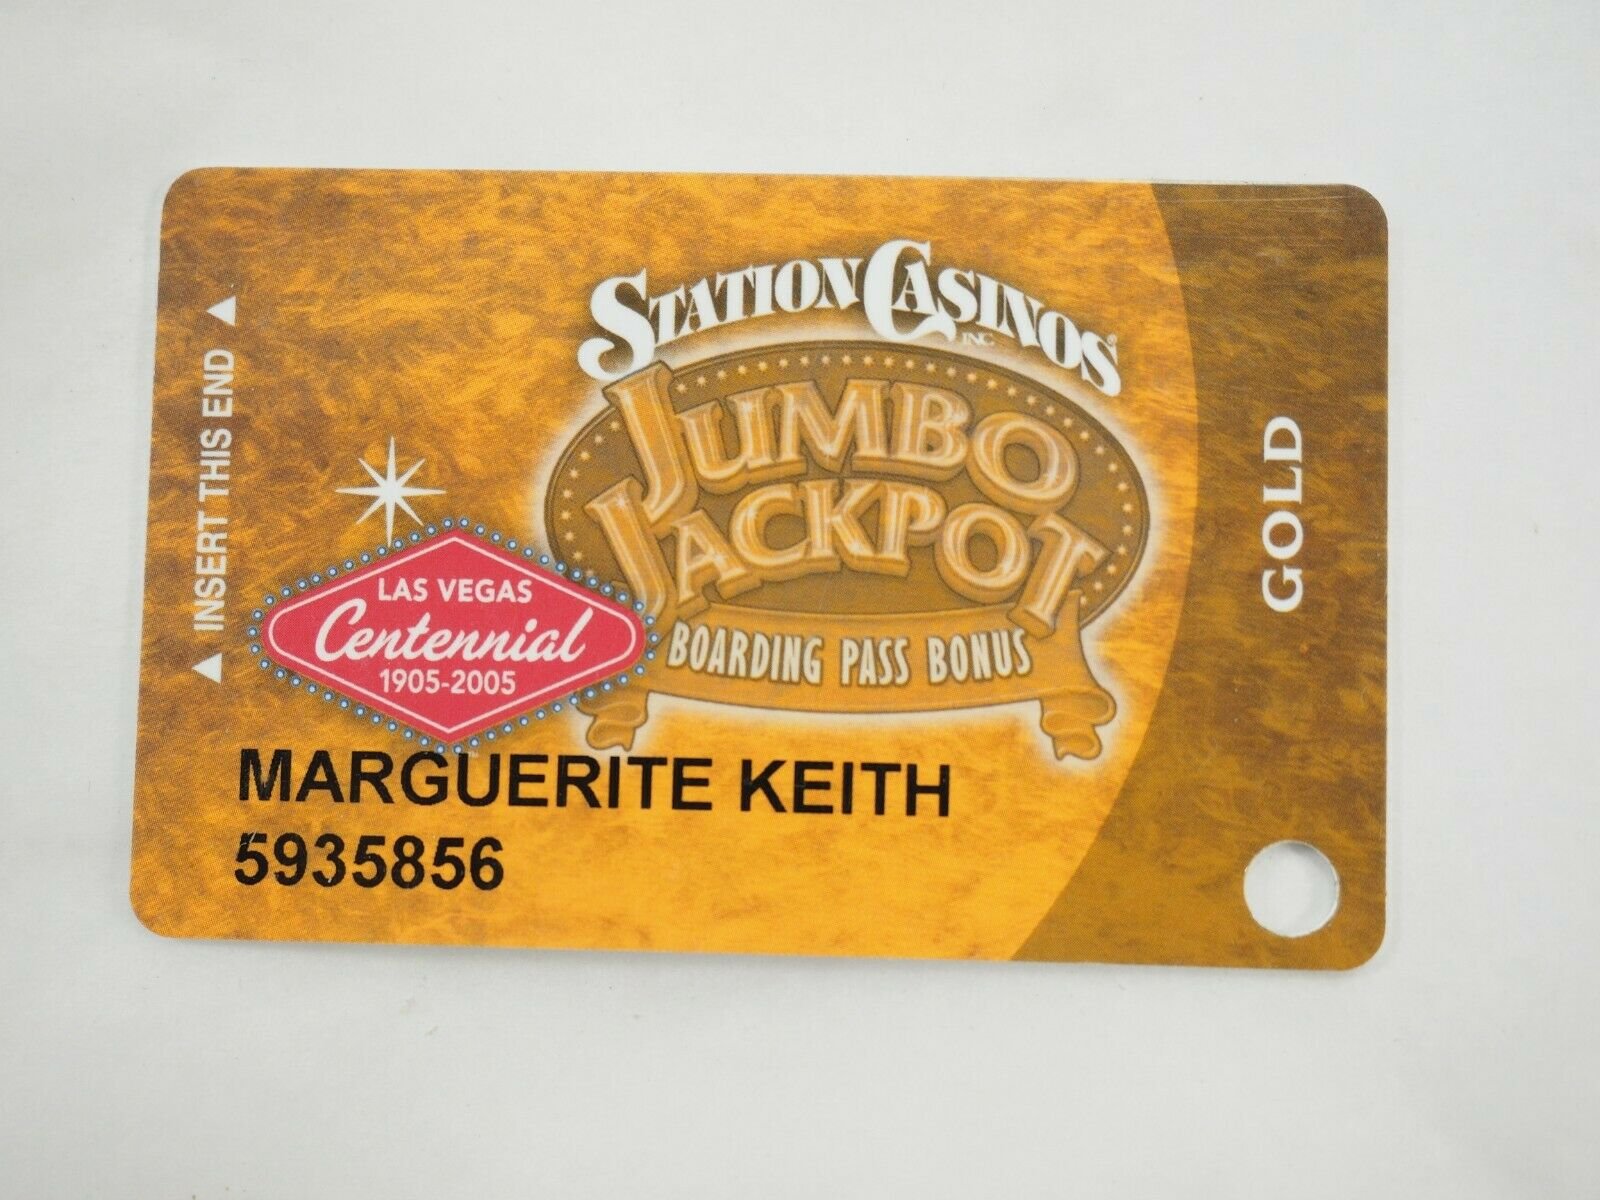 STATION CASINOS
INC
JUMBO
JACKPOT
BOARDING PASS BONUS
▲ INSERT THIS END ▲
LAS VEGAS
Centennial
1905-2005
GOLD
MARGUERITE KEITH
5935856